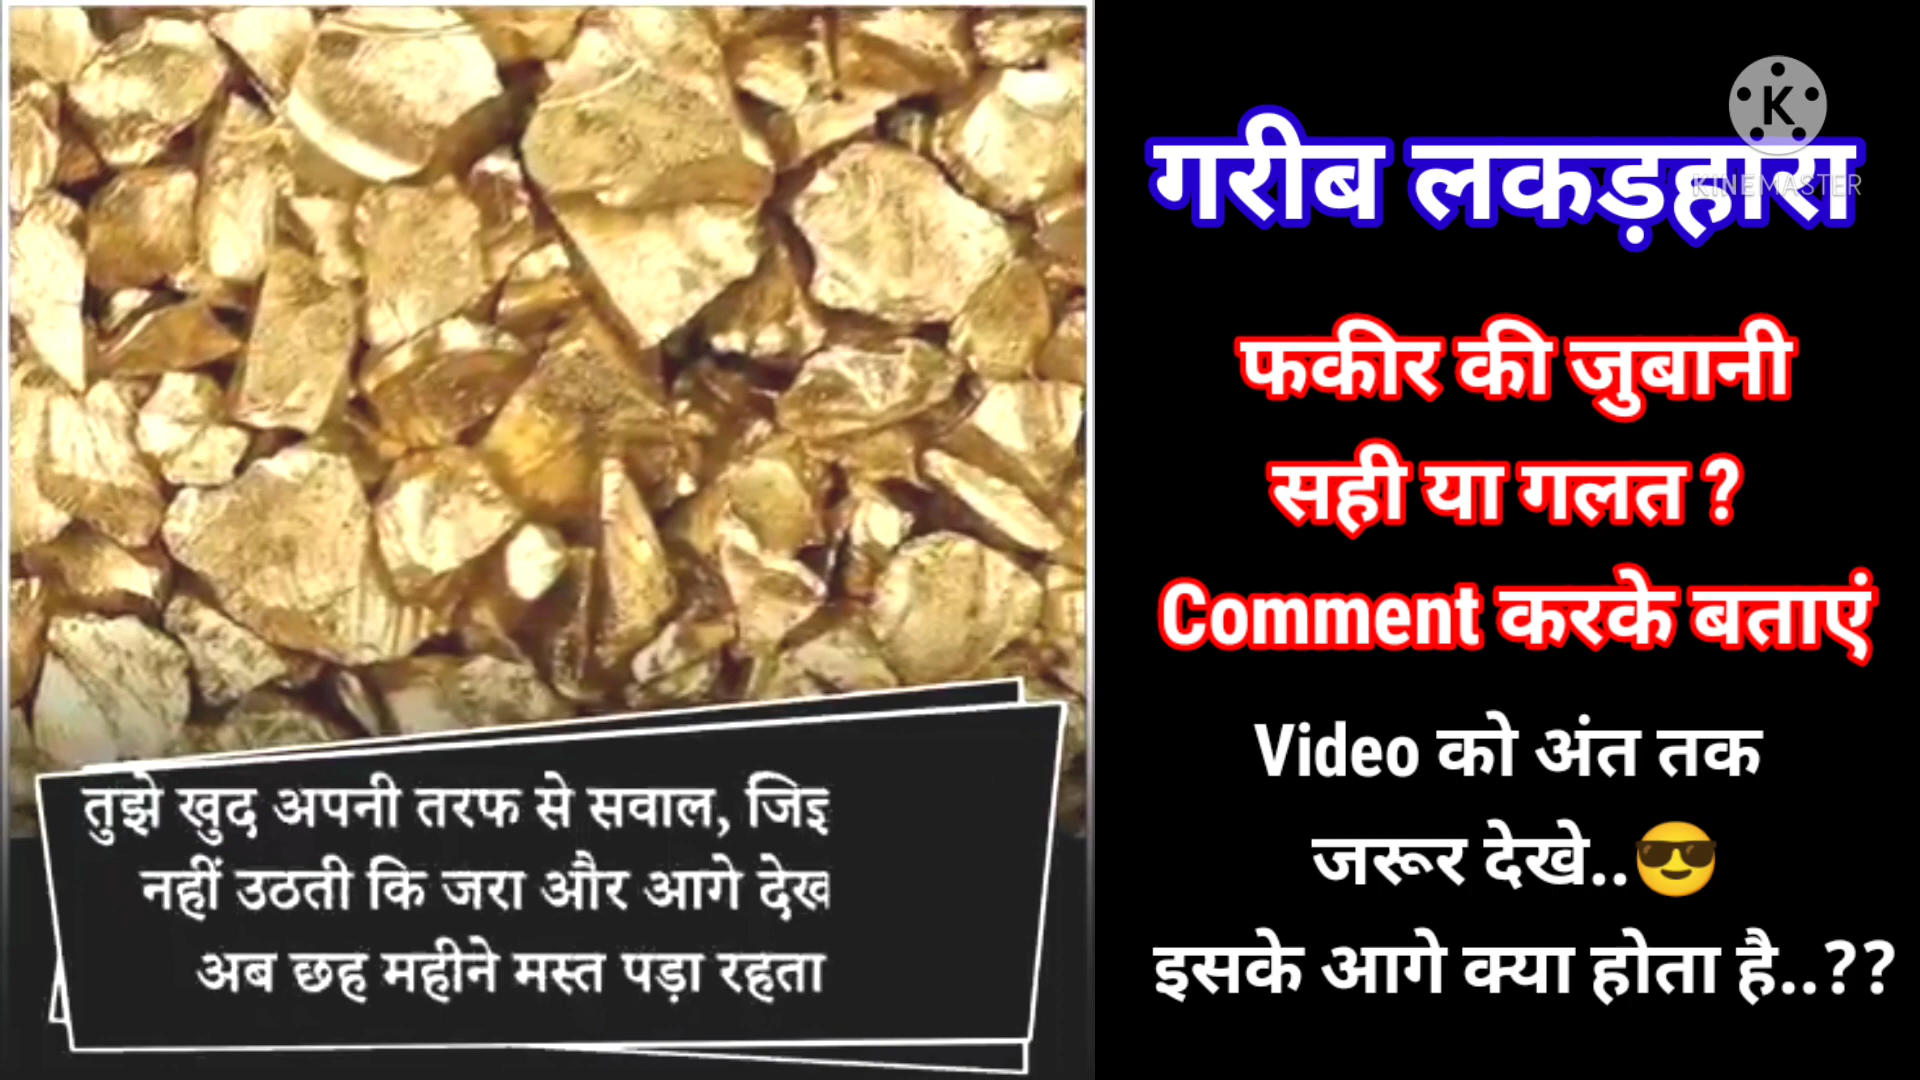 तुझे खुद अपनी तरफ से सवाल,
नहीं उठती कि जरा और आगे देख
अब छह महीने मस्त पड़ा रहता
K
KINEMASTER
गरीब लकड़हारा
फकीर की जुबानी
सही या गलत ?
Comment करके बताएं
Video को अंत तक
जरूर देखे..😎
इसके आगे क्या होता है..??